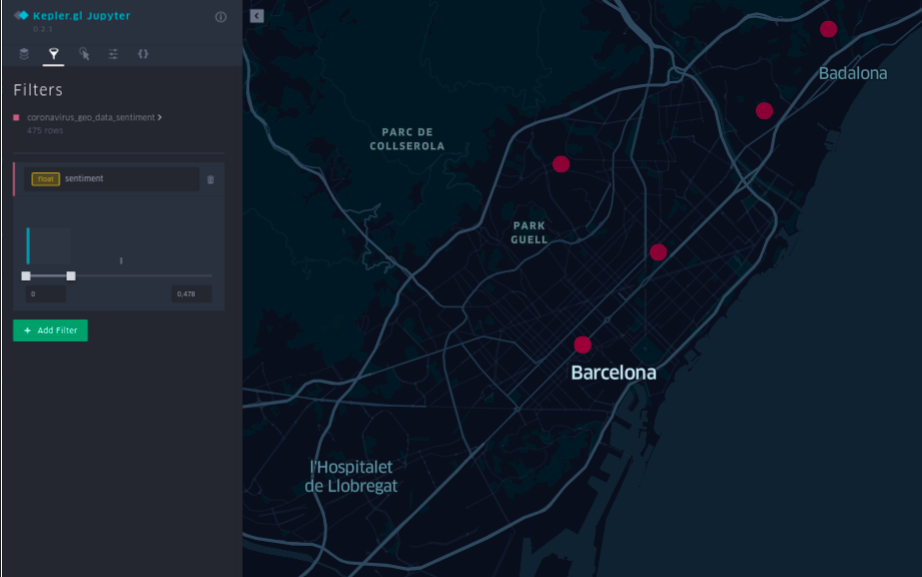 Kepler.gl Jupyter
0.2.1
Filters
coronavirus_geo_data_sentiment
475 rows
float sentiment
0
0,478
+ Add Filter
Badalona
PARC DE
COLLSEROLA
PARK
GUELL
Barcelona
l'Hospitalet
de Llobregat